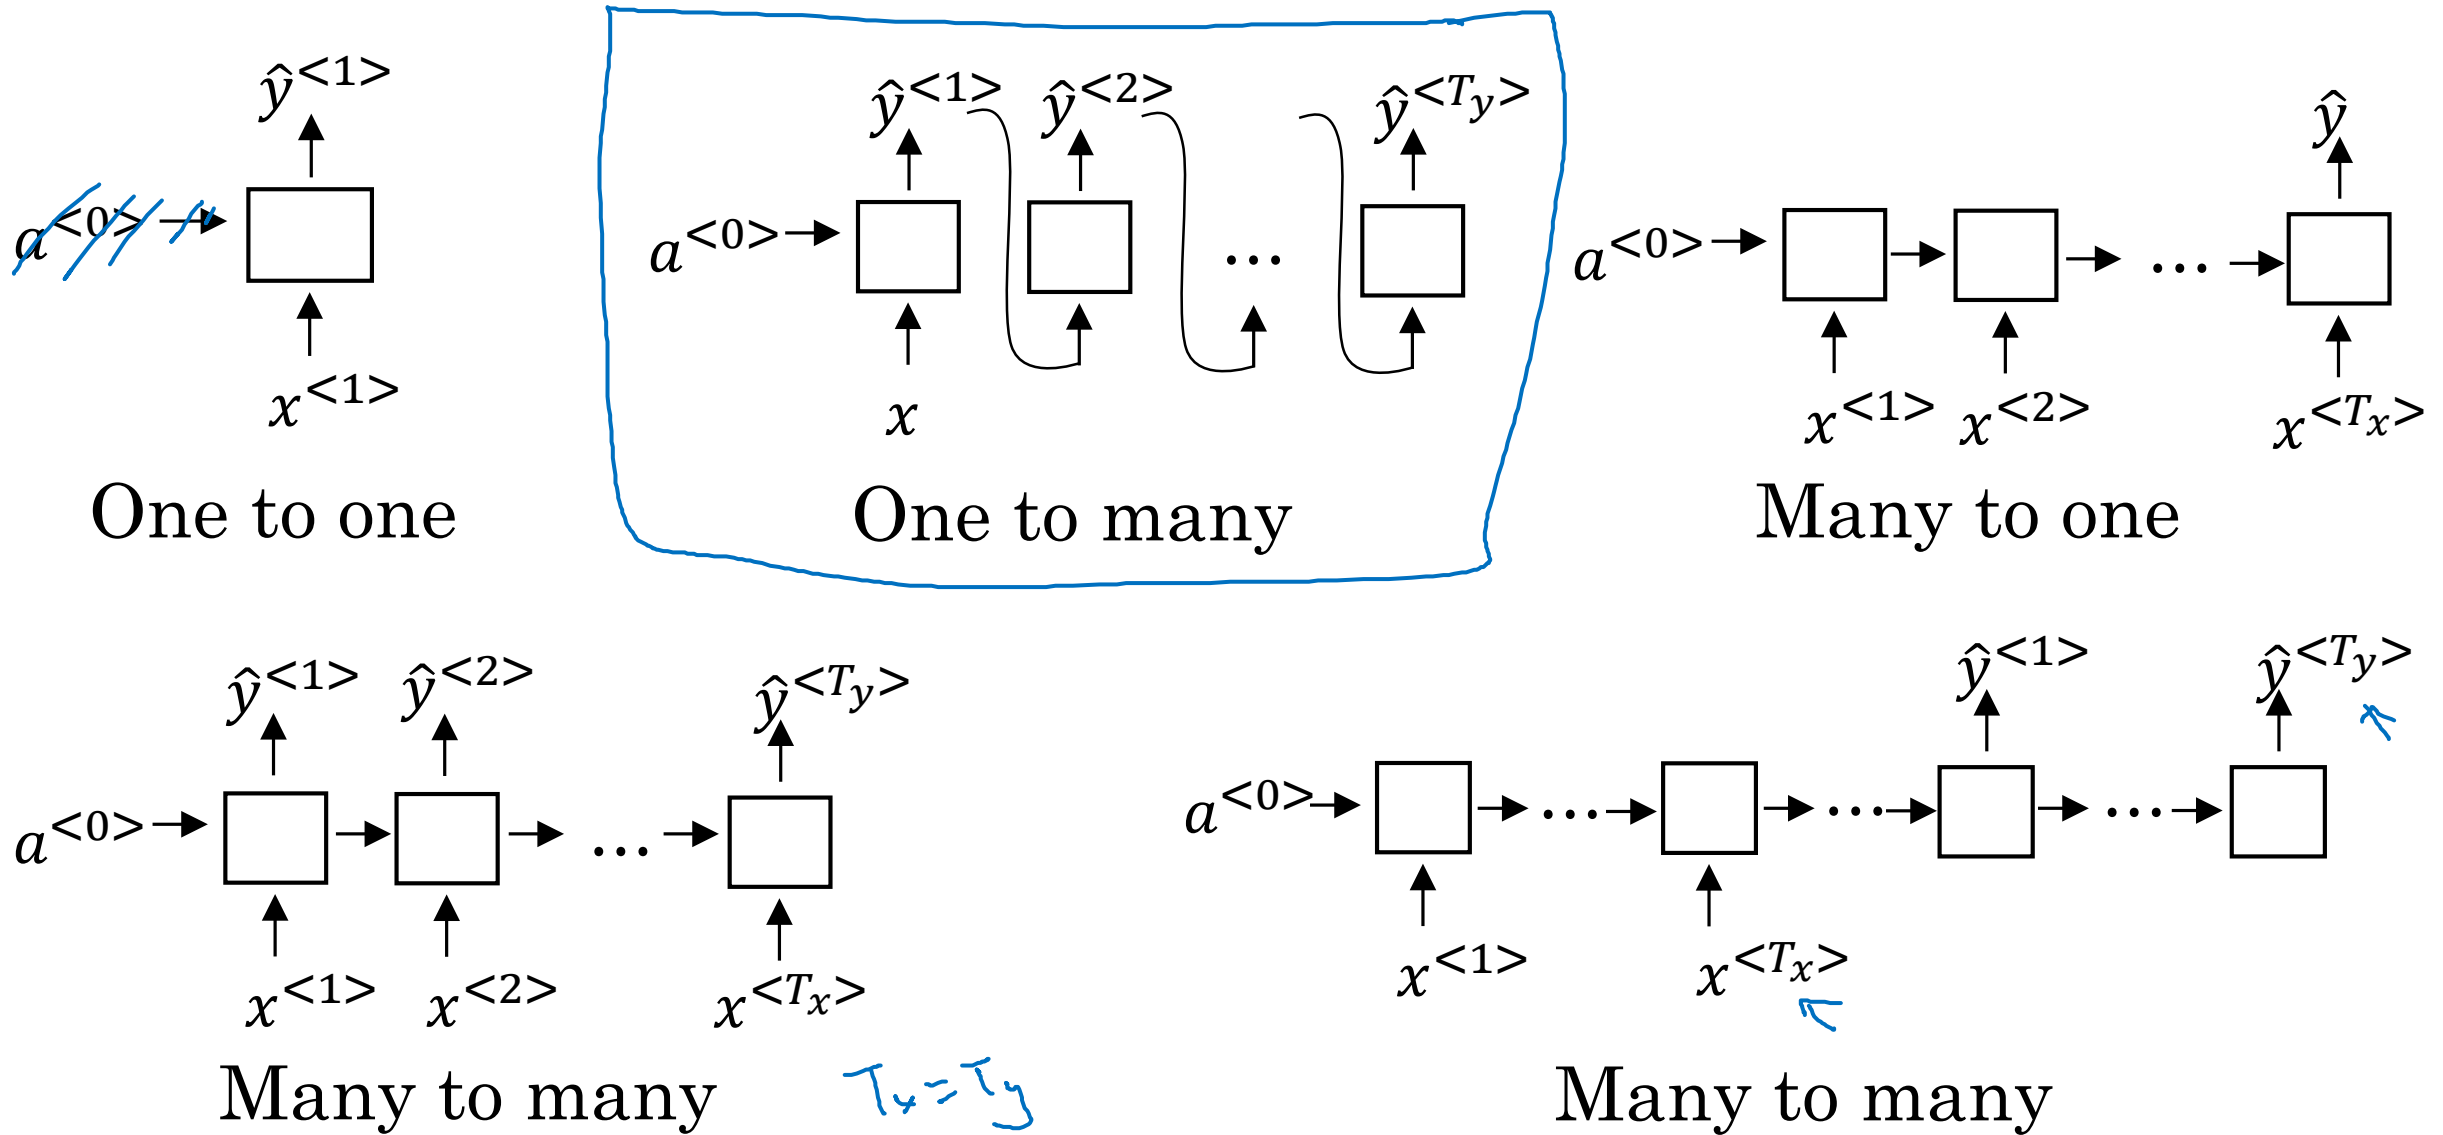 ŷ<1>
a<0>
x<1>
One to one
ŷ<1> ŷ<2> ŷ<Ty>
a<0> ...
x
One to many
ŷ
a<0> ...
x<1> x<2> x<Tx>
Many to one
ŷ<1> ŷ<2> ŷ<Ty>
a<0> ...
x<1> x<2> x<Tx>
Many to many Tx=Ty
ŷ<1> ŷ<Ty>
a<0> ... ... ...
x<1> x<Tx>
Many to many